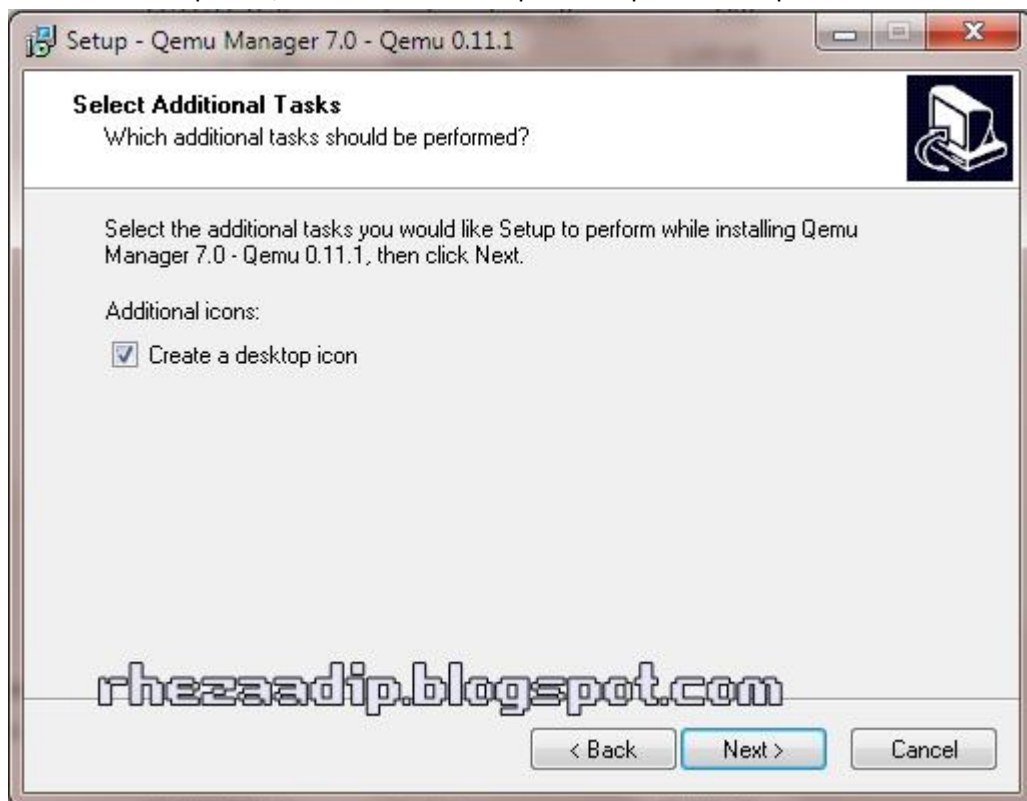 Setup - Qemu Manager 7.0 - Qemu 0.11.1
Select Additional Tasks
Which additional tasks should be performed?
Select the additional tasks you would like Setup to perform while installing Qemu
Manager 7.0 - Qemu 0.11.1, then click Next.
Additional icons:
Create a desktop icon
rhezaadip.blogspot.com
< Back
Next >
Cancel